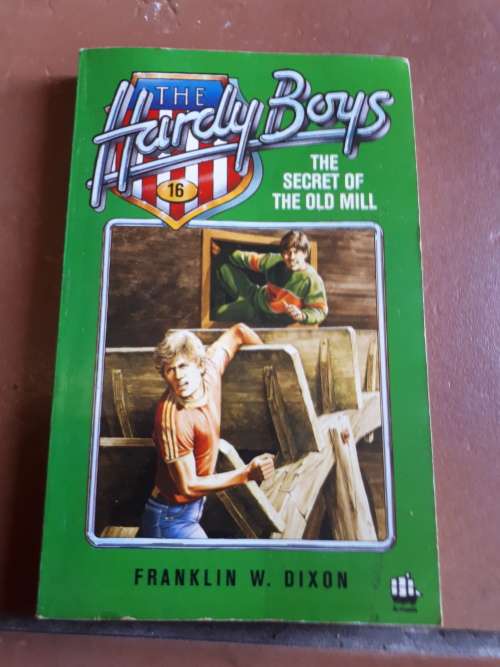 THE
Hardy Boys
16
THE
SECRET OF
THE OLD MILL
FRANKLIN W. DIXON